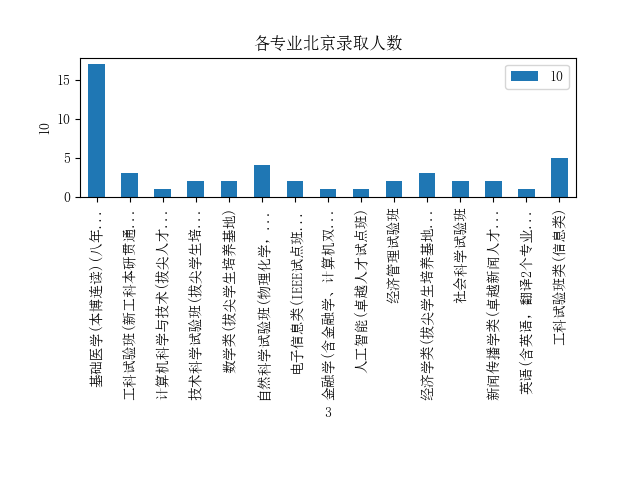 各专业北京录取人数
10
15
10
5
0
10
基础医学(本博连读)(八年...
工科试验班(新工科本研贯通...
计算机科学与技术(拔尖人才...
技术科学试验班(拔尖学生培...
数学类(拔尖学生培养基地)
自然科学试验班(物理化学，...
电子信息类(IEEE试点班...
金融学(含金融学、计算机双...
人工智能(卓越人才试点班)
经济管理试验班
经济学类(拔尖学生培养基地...
社会科学试验班
新闻传播学类(卓越新闻人才...
英语(含英语，翻译2个专业...
工科试验班类(信息类)
3